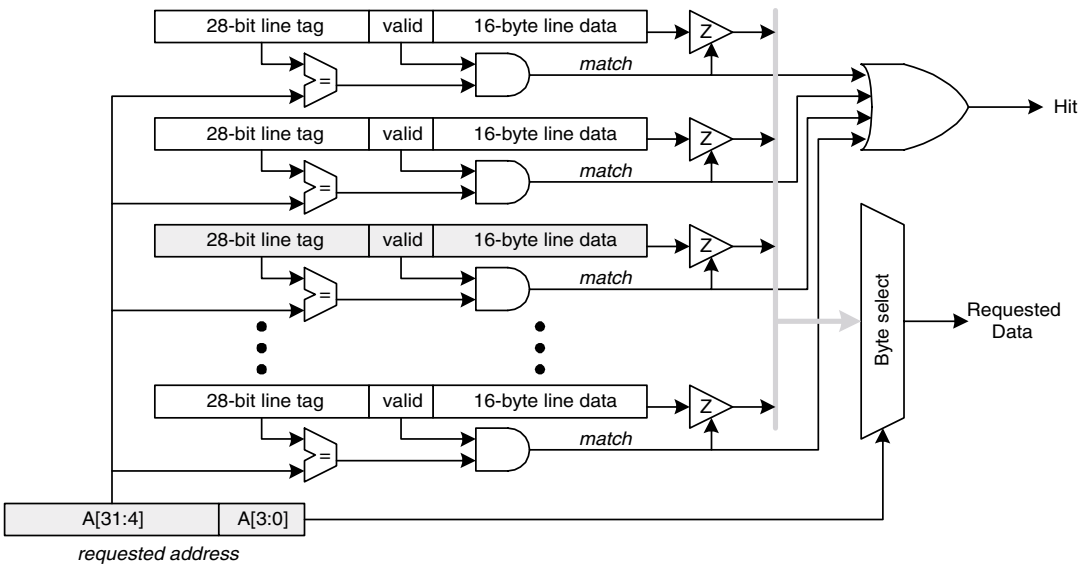 28-bit line tag valid 16-byte line data Z
= match
Hit
28-bit line tag valid 16-byte line data Z
= match
28-bit line tag valid 16-byte line data Z
= match
Byte select
Requested
Data
28-bit line tag valid 16-byte line data Z
= match
A[31:4] A[3:0]
requested address